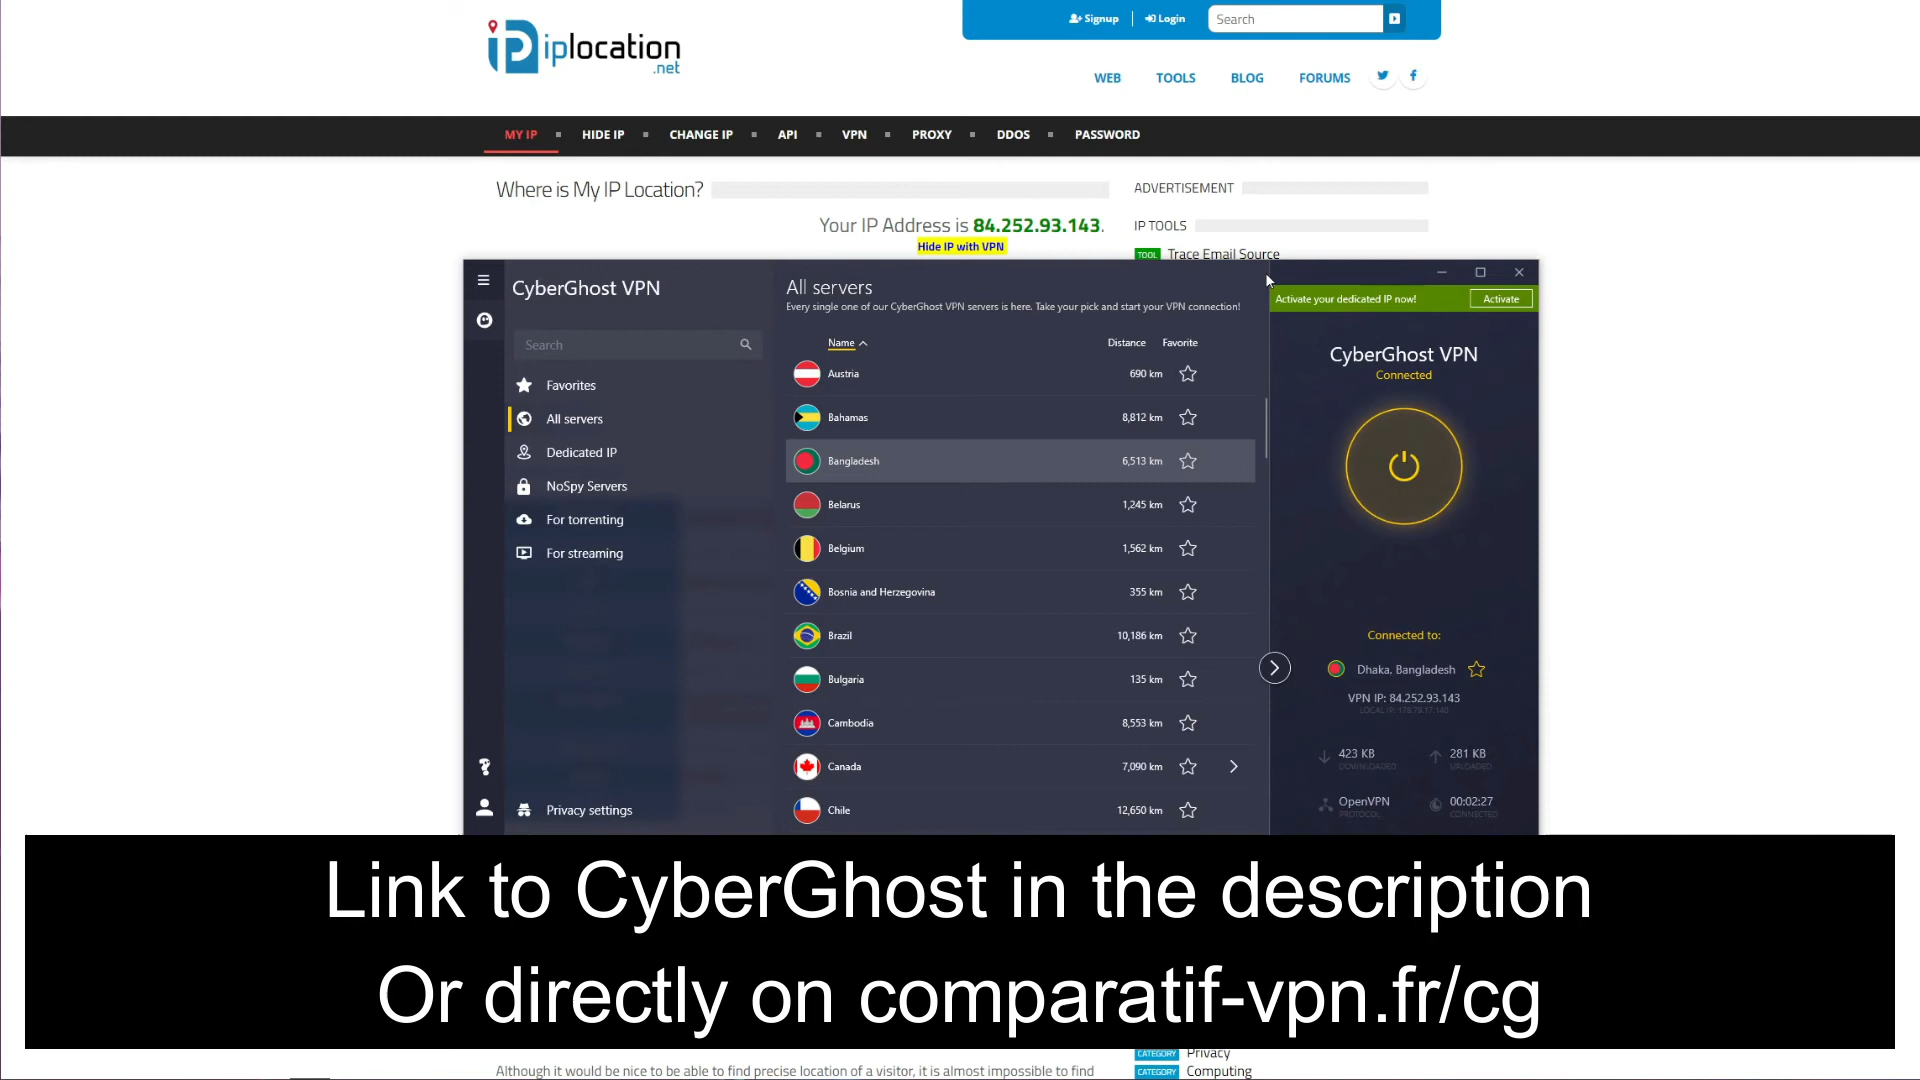 iplocation
.net
Signup
Login
Search
WEB
TOOLS
BLOG
FORUMS
MY IP
HIDE IP
CHANGE IP
API
VPN
PROXY
DDOS
PASSWORD
Where is My IP Location?
ADVERTISEMENT
Your IP Address is 84.252.93.143.
IP TOOLS
Hide IP with VPN
TOOL Trace Email Source
CyberGhost VPN
Search
Favorites
All servers
Dedicated IP
NoSpy Servers
For torrenting
For streaming
Privacy settings
All servers
Every single one of our CyberGhost VPN servers is here. Take your pick and start your VPN connection!
Name Distance Favorite
Austria 690 km
Bahamas 8,812 km
Bangladesh 6,513 km
Belarus 1,245 km
Belgium 1,562 km
Bosnia and Herzegovina 355 km
Brazil 10,186 km
Bulgaria 135 km
Cambodia 8,553 km
Canada 7,090 km
Chile 12,650 km
Activate your dedicated IP now! Activate
CyberGhost VPN
Connected
Connected to:
Dhaka, Bangladesh
VPN IP: 84.252.93.143
423 KB 281 KB
DOWNLOADED UPLOADED
OpenVPN 00:02:27
PROTOCOL CONNECTED
Link to CyberGhost in the description
Or directly on comparatif-vpn.fr/cg
CATEGORY Privacy
Although it would be nice to be able to find precise location of a visitor, it is almost impossible to find
CATEGORY Computing